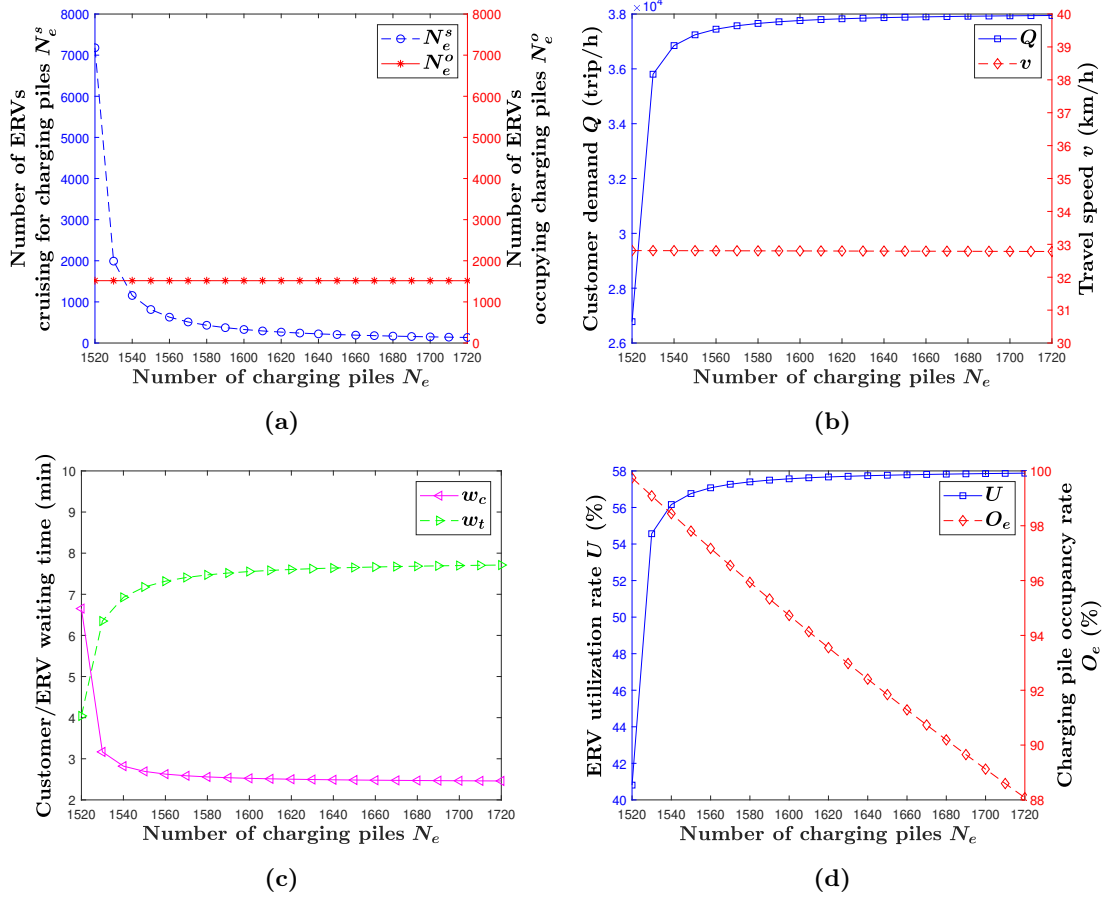 8000
7000
6000
5000
4000
3000
2000
1000
0
8000
7000
6000
5000
4000
3000
2000
1000
0
1520 1540 1560 1580 1600 1620 1640 1660 1680 1700 1720
Number of ERVs
cruising for charging piles N_e^s
Number of ERVs
occupying charging piles N_e^o
N_e^s
N_e^o
Number of charging piles N_e
(a)
×10^4
3.8
3.6
3.4
3.2
3
2.8
2.6
40
39
38
37
36
35
34
33
32
31
30
1520 1540 1560 1580 1600 1620 1640 1660 1680 1700 1720
Customer demand Q (trip/h)
Travel speed v (km/h)
Q
v
Number of charging piles N_e
(b)
10
9
8
7
6
5
4
3
2
1520 1540 1560 1580 1600 1620 1640 1660 1680 1700 1720
Customer/ERV waiting time (min)
w_c
w_t
Number of charging piles N_e
(c)
58
56
54
52
50
48
46
44
42
40
100
98
96
94
92
90
88
1520 1540 1560 1580 1600 1620 1640 1660 1680 1700 1720
ERV utilization rate U (%)
Charging pile occupancy rate
O_e (%)
U
O_e
Number of charging piles N_e
(d)